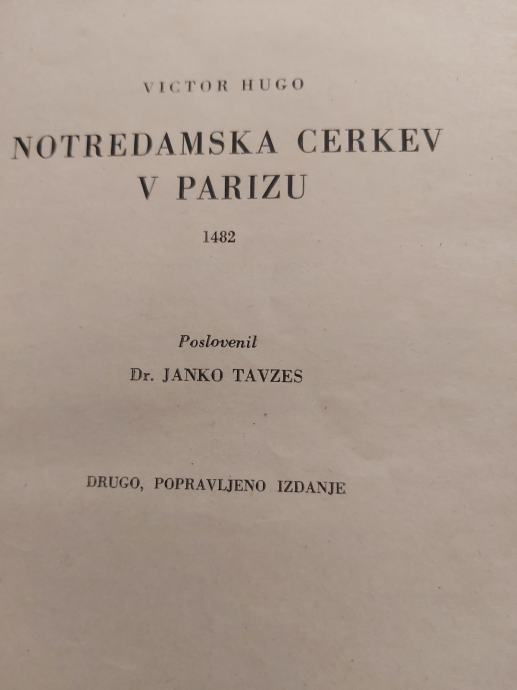 VICTOR HUGO
NOTREDAMSKA CERKEV
V PARIZU
1482
Poslovenil
Dr. JANKO TAVZES
DRUGO, POPRAVLJENO IZDANJE